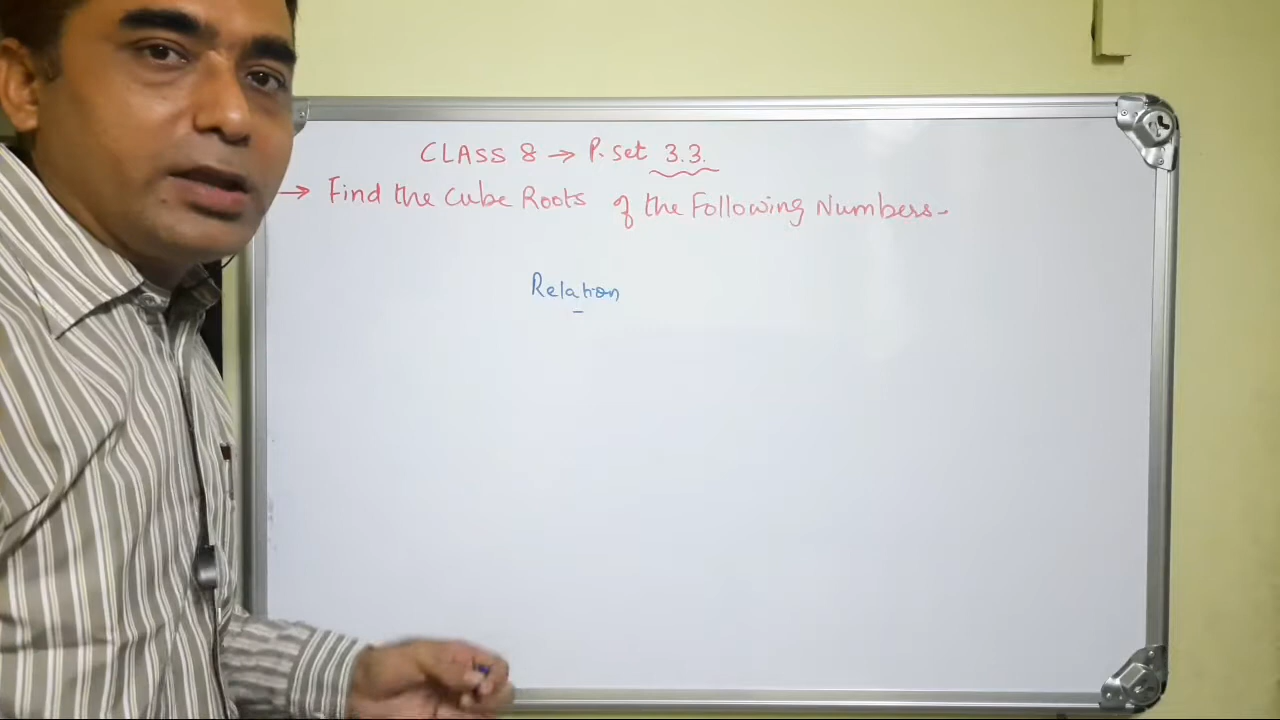 CLASS 8 → P. Set 3.3.
→ Find the Cube Roots of the Following Numbers.
Relation